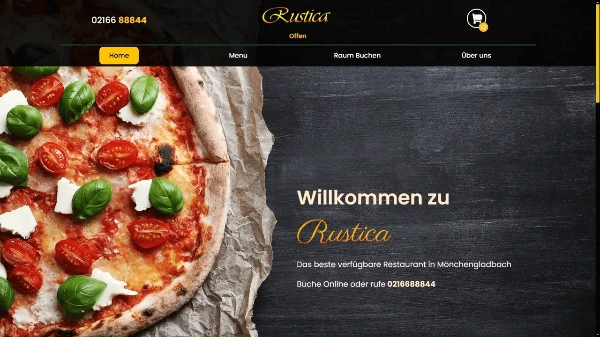 02166 88844
Rustica
Offen
Home
Menu
Raum Buchen
Über uns
Willkommen zu
Rustica
Das beste verfügbare Restaurant in Mönchengladbach
Buche Online oder rufe 0216688844